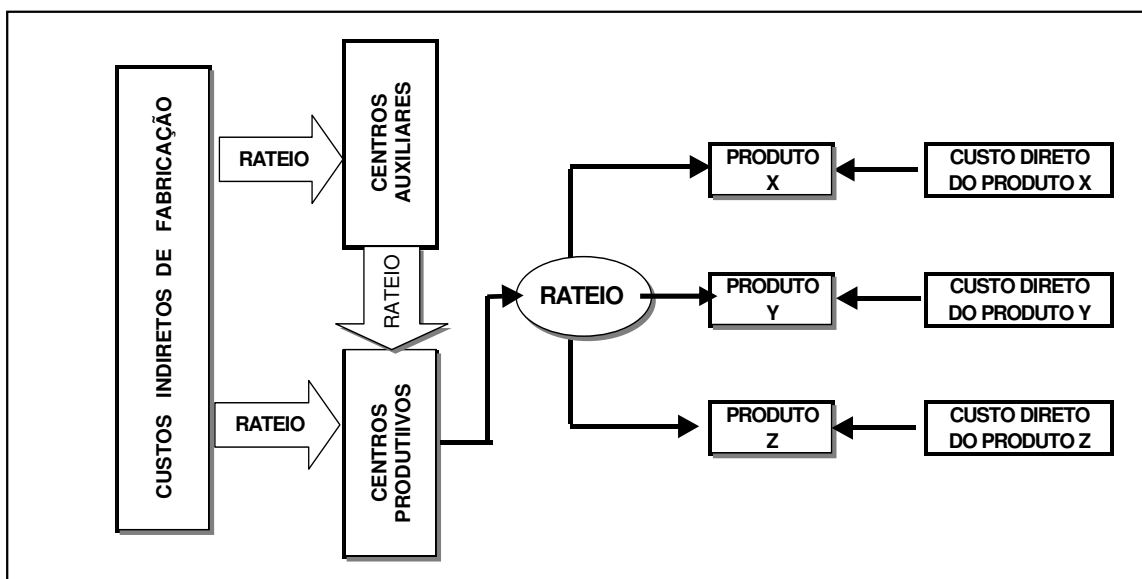 CUSTOS INDIRETOS DE FABRICAÇÃO
RATEIO
CENTROS
AUXILIARES
RATEIO
RATEIO
CENTROS
PRODUTIIVOS
RATEIO
PRODUTO
X
CUSTO DIRETO
DO PRODUTO X
PRODUTO
Y
CUSTO DIRETO
DO PRODUTO Y
PRODUTO
Z
CUSTO DIRETO
DO PRODUTO Z